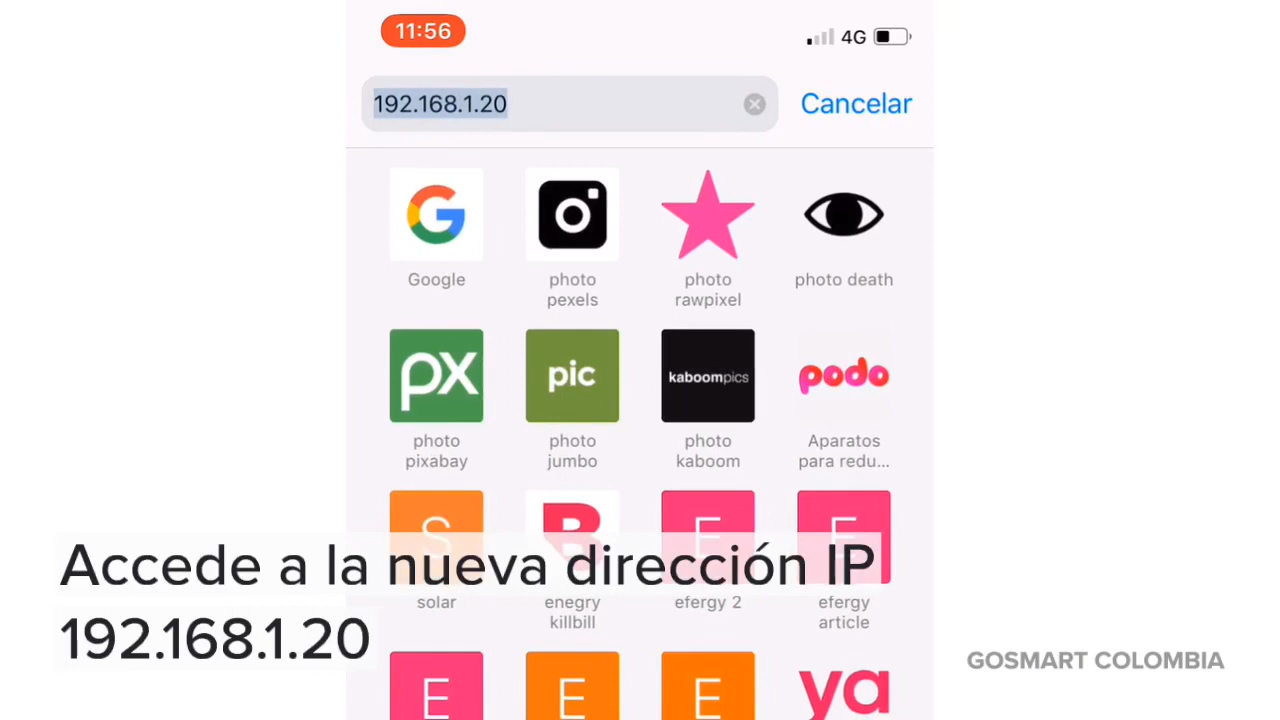 11:56
4G
192.168.1.20
Cancelar
Google
photo
pexels
photo
rawpixel
photo death
px
pic
kaboompics
podo
photo
pixabay
photo
jumbo
photo
kaboom
Aparatos
para redu...
S
B
E
E
Accede a la nueva dirección IP
192.168.1.20
solar
enegry
killbill
efergy 2
efergy
article
GOSMART COLOMBIA
E
E
E
ya